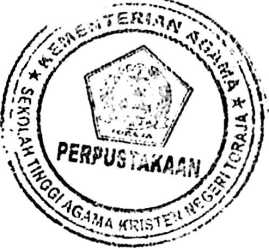 KEMENTERIAN AGAMA
PERPUSTAKAAN
SEKOLAH TINGGI AGAMA KRISTEN NEGERI TORAJA